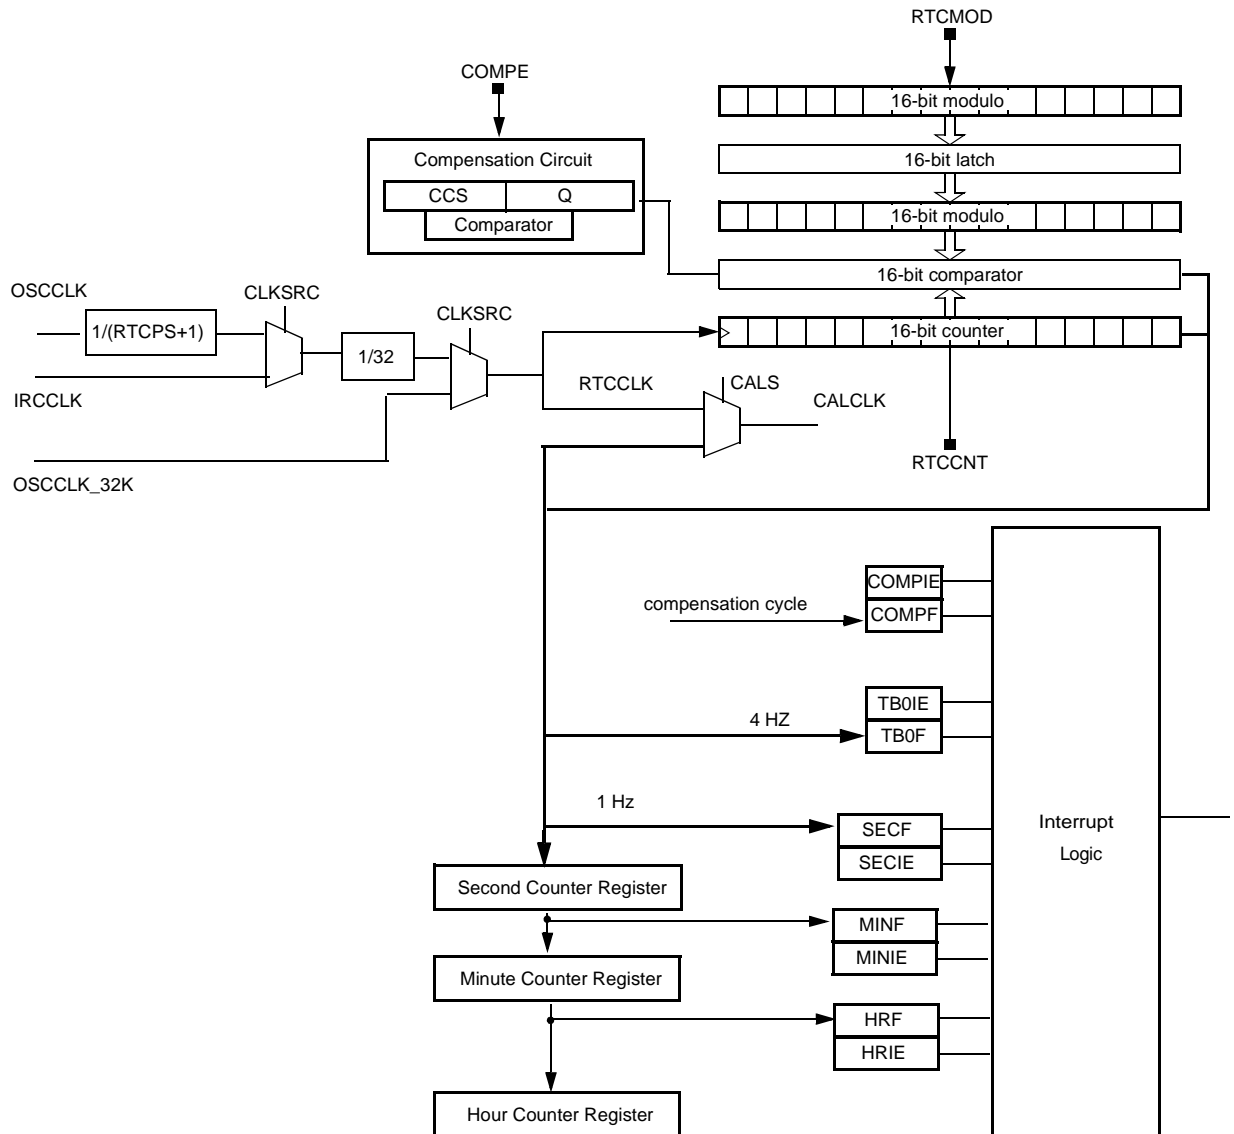 RTCMOD
COMPE
16-bit modulo
Compensation Circuit
16-bit latch
CCS
Q
Comparator
16-bit modulo
16-bit comparator
OSCCLK
CLKSRC
CLKSRC
1/(RTCPS+1)
16-bit counter
1/32
IRCCLK
RTCCLK
CALS
CALCLK
RTCCNT
OSCCLK_32K
COMPIE
compensation cycle
COMPF
TB0IE
4 HZ
TB0F
1 Hz
SECF
Interrupt
Logic
SECIE
Second Counter Register
MINF
MINIE
Minute Counter Register
HRF
HRIE
Hour Counter Register